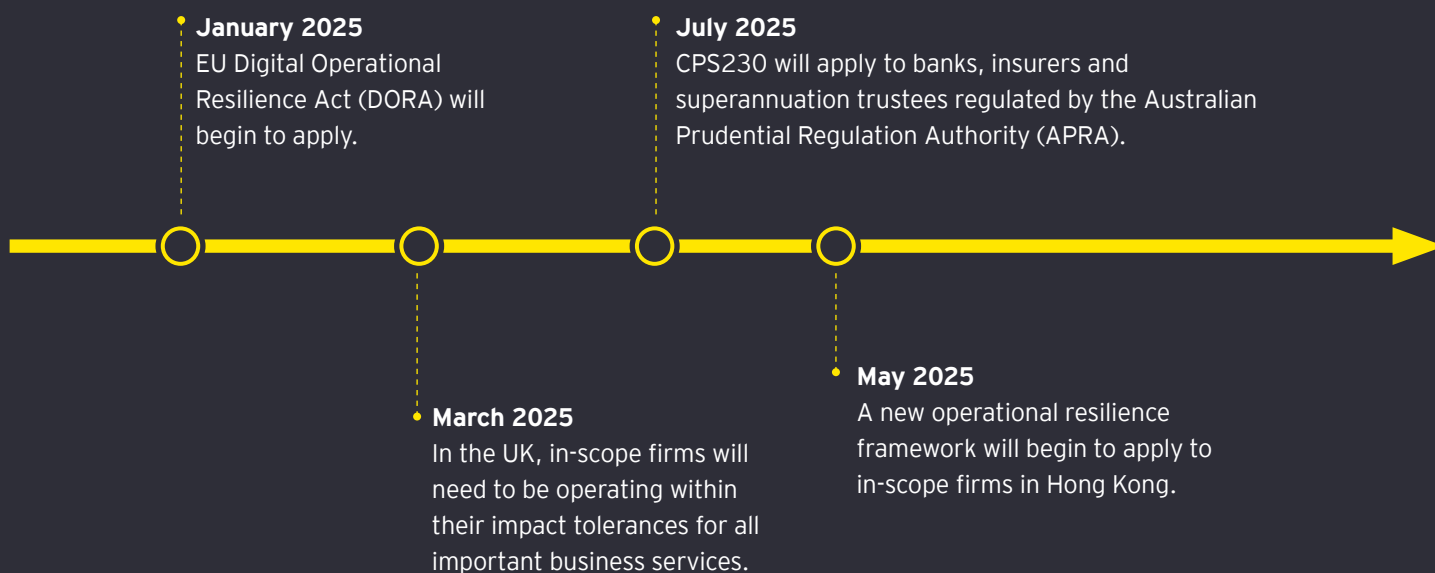 January 2025
EU Digital Operational
Resilience Act (DORA) will
begin to apply.
March 2025
In the UK, in-scope firms will
need to be operating within
their impact tolerances for all
important business services.
July 2025
CPS230 will apply to banks, insurers and
superannuation trustees regulated by the Australian
Prudential Regulation Authority (APRA).
May 2025
A new operational resilience
framework will begin to apply to
in-scope firms in Hong Kong.